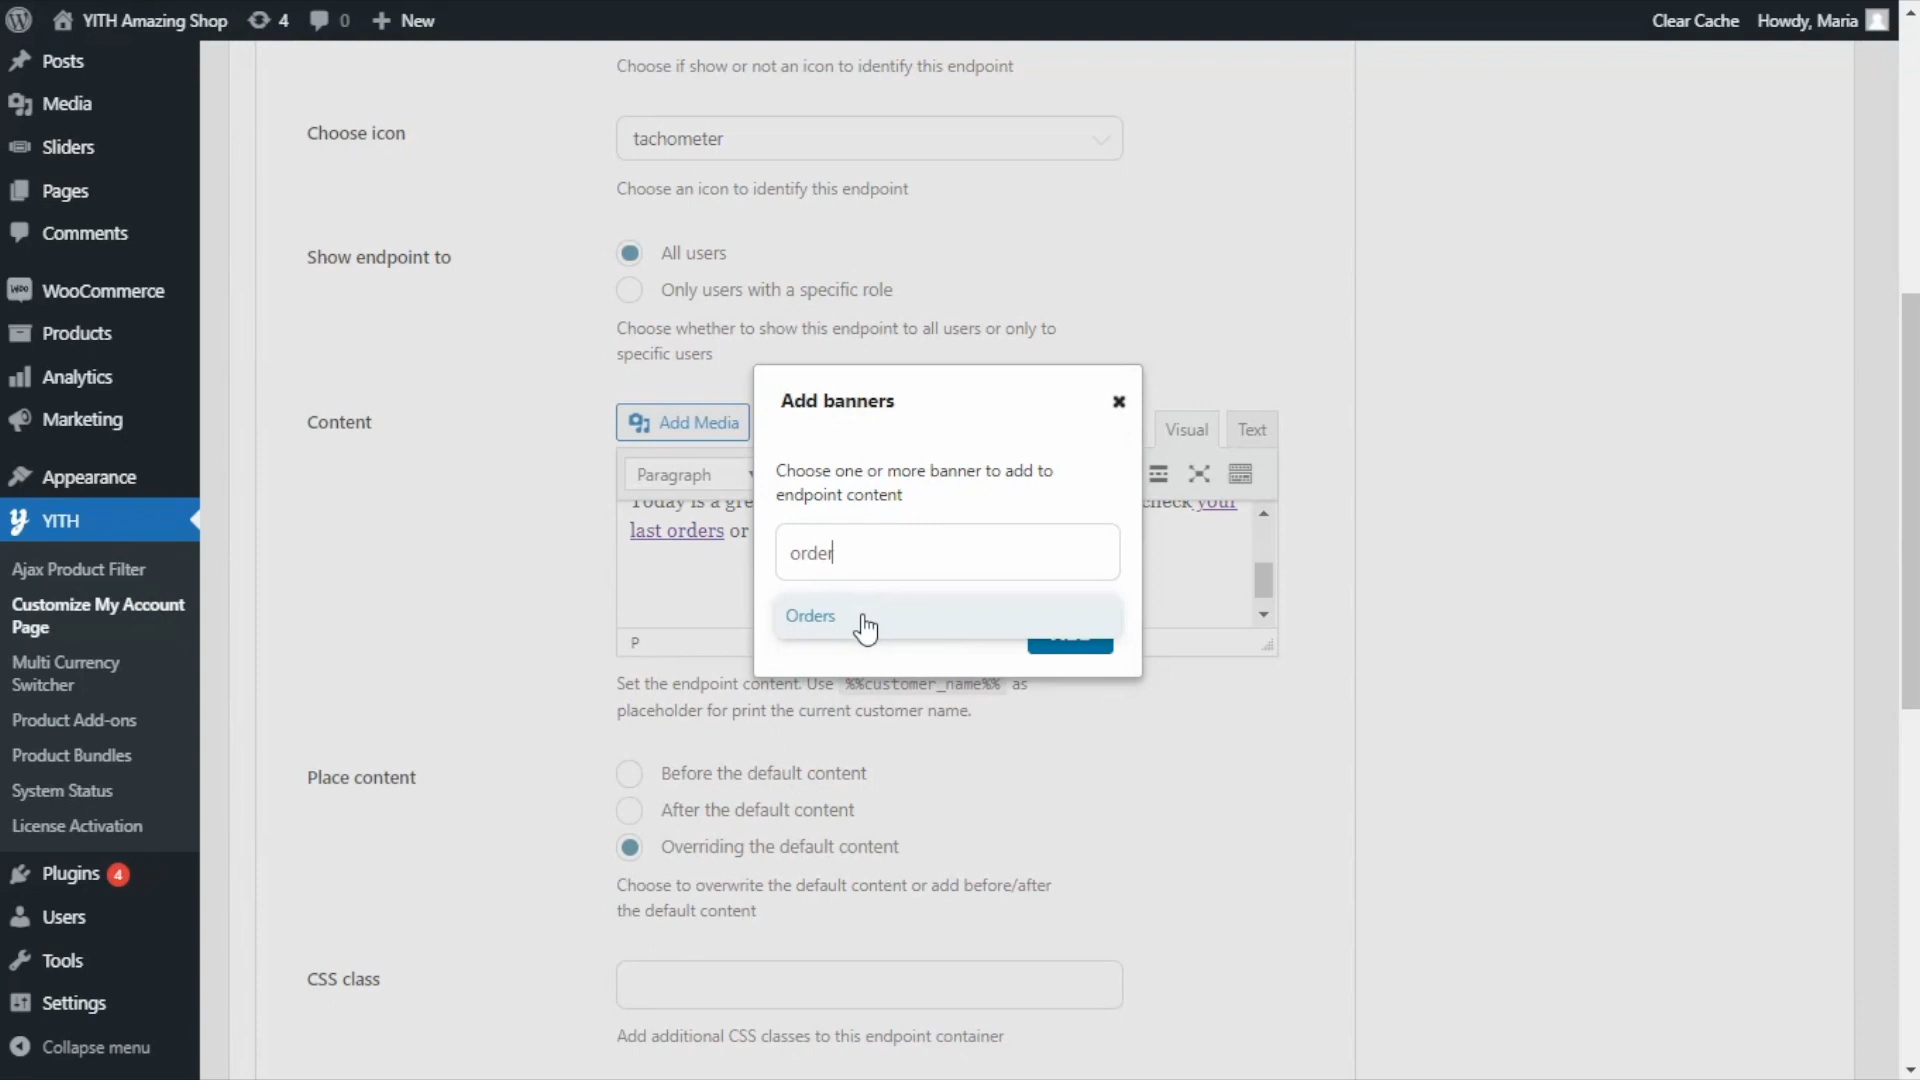 YITH Amazing Shop 4 0 New Clear Cache Howdy, Maria
Posts
Media
Sliders
Pages
Comments
WooCommerce
Products
Analytics
Marketing
Appearance
YITH
Ajax Product Filter
Customize My Account
Page
Multi Currency
Switcher
Product Add-ons
Product Bundles
System Status
License Activation
Plugins 4
Users
Tools
Settings
Collapse menu
Choose if show or not an icon to identify this endpoint
Choose icon
tachometer
Choose an icon to identify this endpoint
Show endpoint to
All users
Only users with a specific role
Choose whether to show this endpoint to all users or only to
specific users
Content
Add Media
Visual Text
Paragraph
Today is a gre
check your
last orders or
P
Add banners
Choose one or more banner to add to
endpoint content
order
Orders
Set the endpoint content. Use %%customer_name%% as
placeholder for print the current customer name.
Place content
Before the default content
After the default content
Overriding the default content
Choose to overwrite the default content or add before/after
the default content
CSS class
Add additional CSS classes to this endpoint container